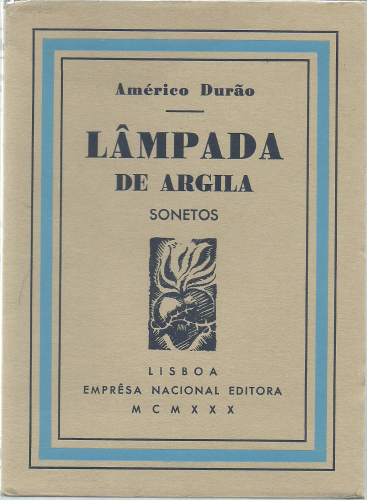 Américo Durão
LÂMPADA
DE ARGILA
SONETOS
LISBOA
EMPRÊSA NACIONAL EDITORA
MCMXXX